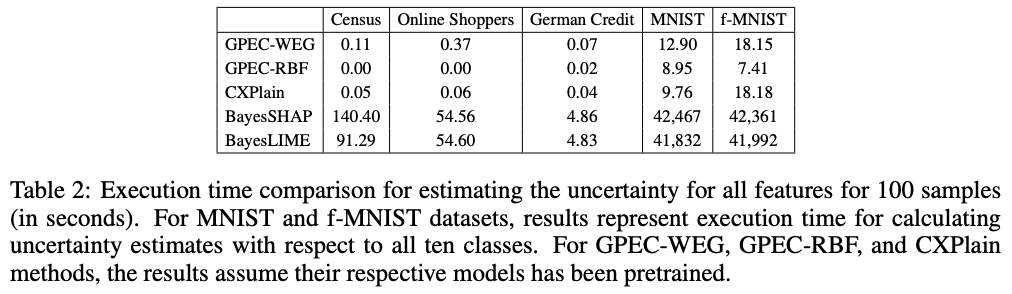 Census Online Shoppers German Credit MNIST f-MNIST
GPEC-WEG 0.11 0.37 0.07 12.90 18.15
GPEC-RBF 0.00 0.00 0.02 8.95 7.41
CXPlain 0.05 0.06 0.04 9.76 18.18
BayesSHAP 140.40 54.56 4.86 42,467 42,361
BayesLIME 91.29 54.60 4.83 41,832 41,992
Table 2: Execution time comparison for estimating the uncertainty for all features for 100 samples
(in seconds). For MNIST and f-MNIST datasets, results represent execution time for calculating
uncertainty estimates with respect to all ten classes. For GPEC-WEG, GPEC-RBF, and CXPlain
methods, the results assume their respective models has been pretrained.